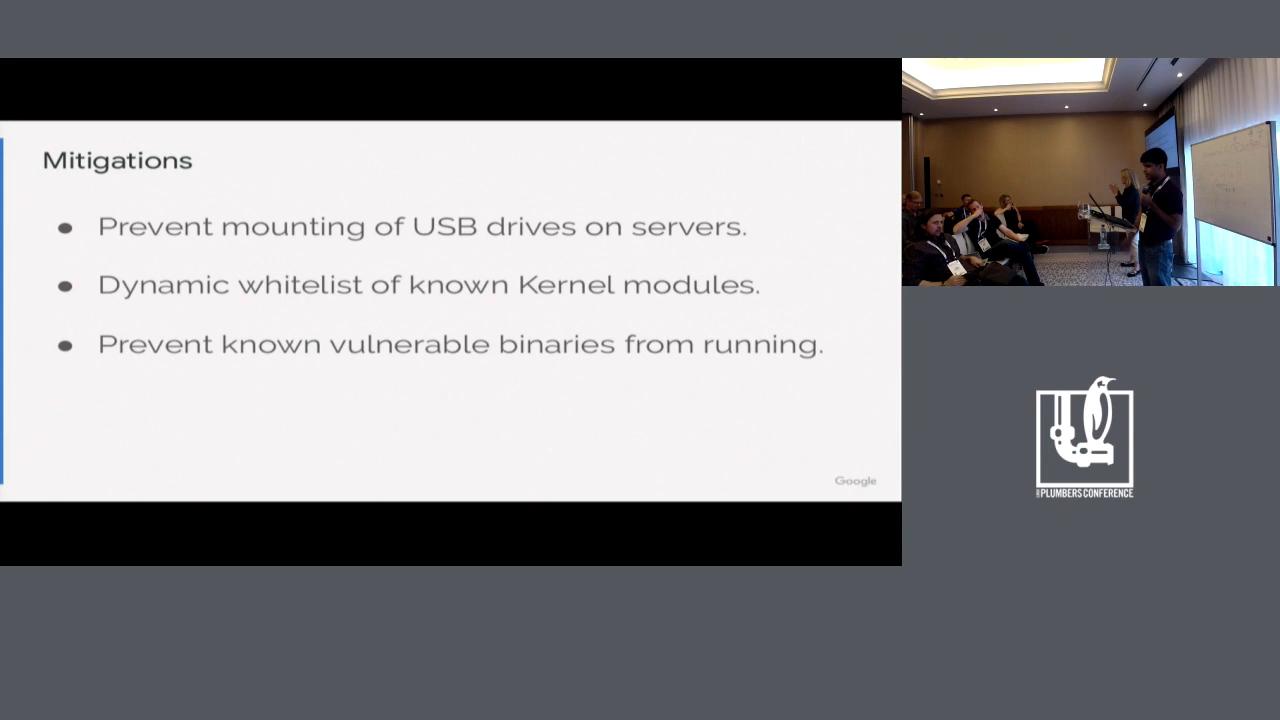 Mitigations
● Prevent mounting of USB drives on servers.
● Dynamic whitelist of known Kernel modules.
● Prevent known vulnerable binaries from running.
Google
PLUMBERS CONFERENCE